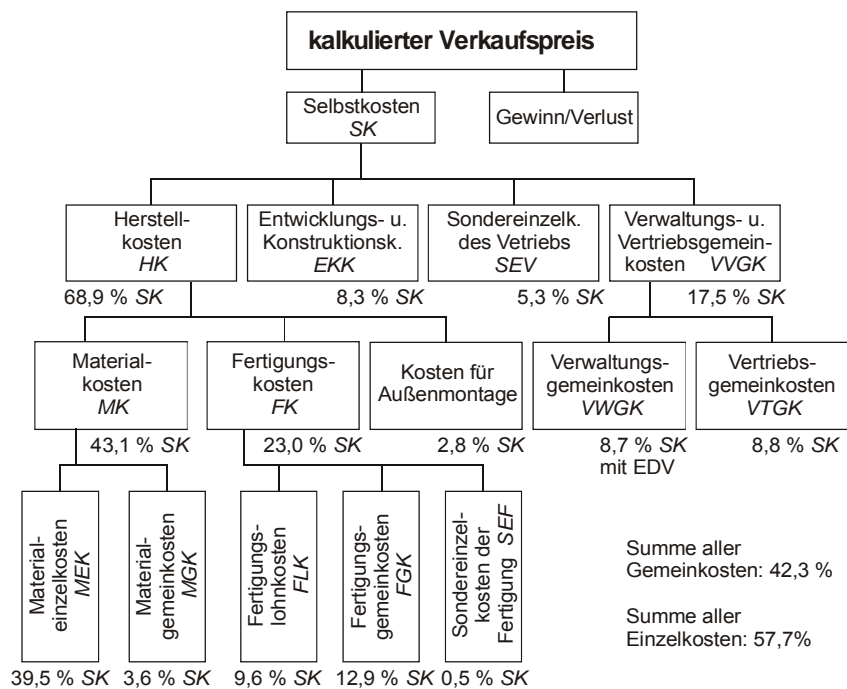 kalkulierter Verkaufspreis
Selbstkosten
SK
Gewinn/Verlust
Herstell-
kosten
HK
68,9 % SK
Entwicklungs- u.
Konstruktionsk.
EKK
8,3 % SK
Sondereinzelk.
des Vetriebs
SEV
5,3 % SK
Verwaltungs- u.
Vertriebsgemein-
kosten VVGK
17,5 % SK
Material-
kosten
MK
43,1 % SK
Fertigungs-
kosten
FK
23,0 % SK
Kosten für
Außenmontage
2,8 % SK
Verwaltungs-
gemeinkosten
VWGK
8,7 % SK
mit EDV
Vertriebs-
gemeinkosten
VTGK
8,8 % SK
Material-
einzelkosten
MEK
39,5 % SK
Material-
gemeinkosten
MGK
3,6 % SK
Fertigungs-
lohnkosten
FLK
9,6 % SK
Fertigungs-
gemeinkosten
FGK
12,9 % SK
Sondereinzel-
kosten der
Fertigung SEF
0,5 % SK
Summe aller
Gemeinkosten: 42,3 %
Summe aller
Einzelkosten: 57,7%